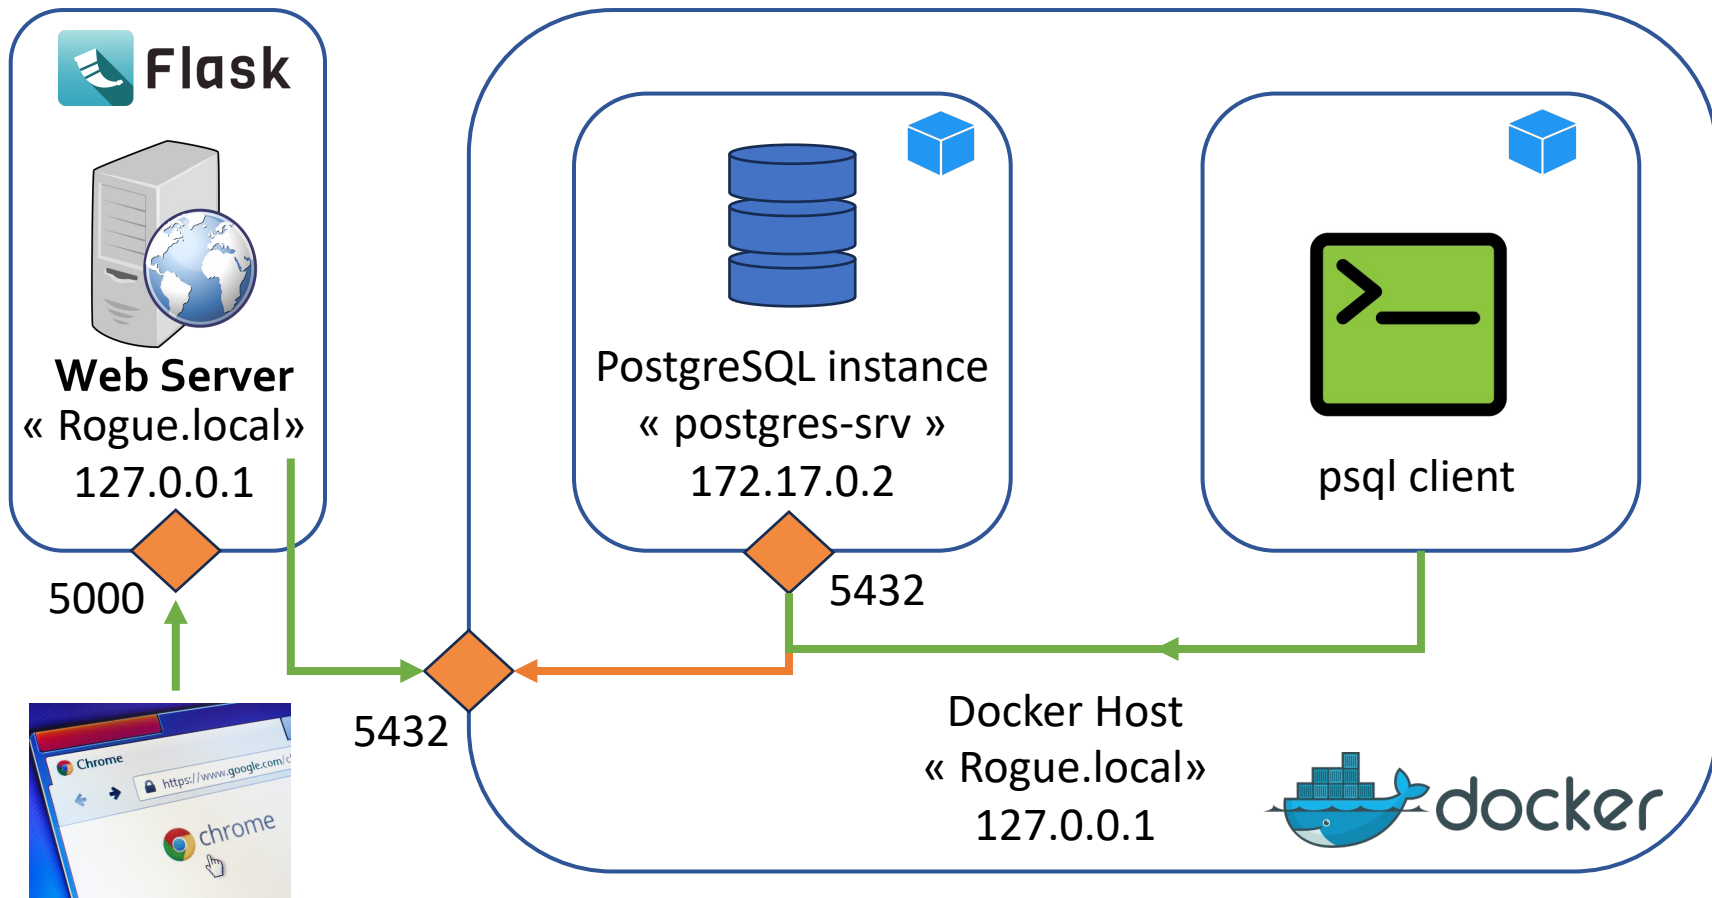 Flask
Web Server
« Rogue.local»
127.0.0.1
5000
PostgreSQL instance
« postgres-srv »
172.17.0.2
5432
psql client
5432
Docker Host
« Rogue.local»
127.0.0.1
docker
Chrome
https://www.google.com/c
chrome